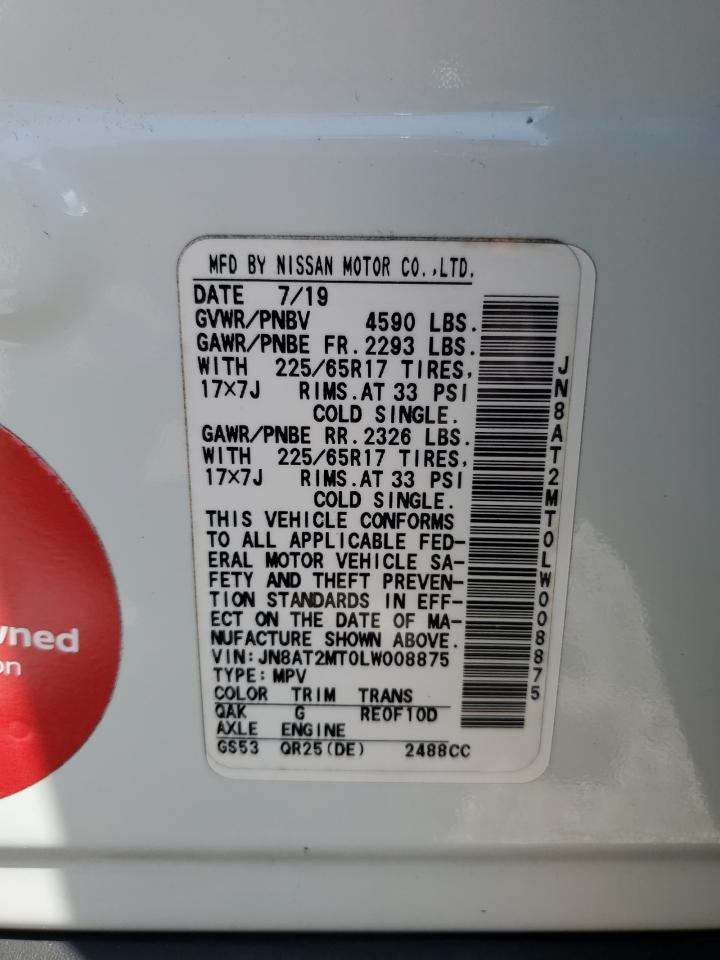 MFD BY NISSAN MOTOR CO.,LTD.
DATE 7/19
GVWR/PNBV 4590 LBS.
GAWR/PNBE FR.2293 LBS.
WITH 225/65R17 TIRES,
17×7J RIMS.AT 33 PSI
COLD SINGLE.
GAWR/PNBE RR.2326 LBS.
WITH 225/65R17 TIRES,
17×7J RIMS.AT 33 PSI
COLD SINGLE.
THIS VEHICLE CONFORMS
TO ALL APPLICABLE FED-
ERAL MOTOR VEHICLE SA-
FETY AND THEFT PREVEN-
TION STANDARDS IN EFF-
ECT ON THE DATE OF MA-
NUFACTURE SHOWN ABOVE.
VIN:JN8AT2MT0LW008875
TYPE:MPV
COLOR TRIM TRANS
QAK G RE0F10D
AXLE ENGINE
GS53 QR25(DE) 2488CC
JN8AT2MT0LW008875
wned
on